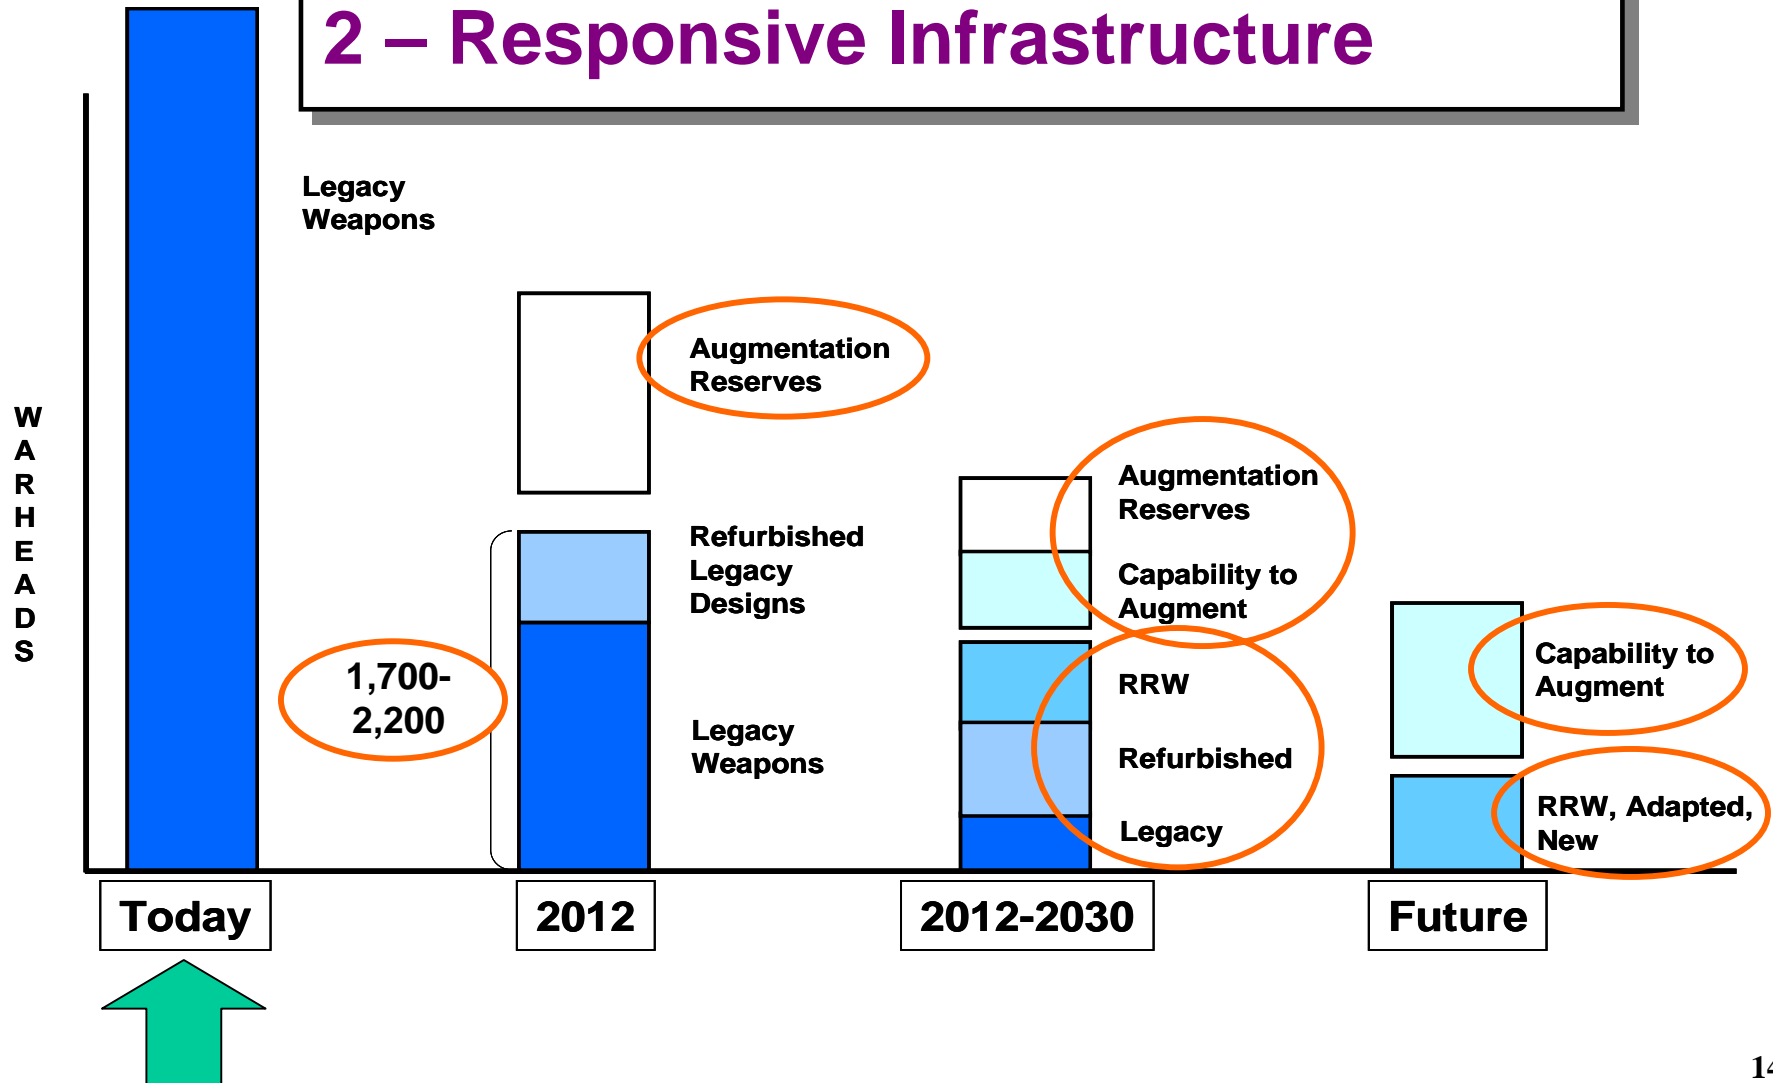 2 – Responsive Infrastructure
Legacy
Weapons
W
A
R
H
E
A
D
S
Augmentation
Reserves
Refurbished
Legacy
Designs
1,700-
2,200
Legacy
Weapons
Augmentation
Reserves
Capability to
Augment
RRW
Refurbished
Legacy
Capability to
Augment
RRW, Adapted,
New
Today
2012
2012-2030
Future
14